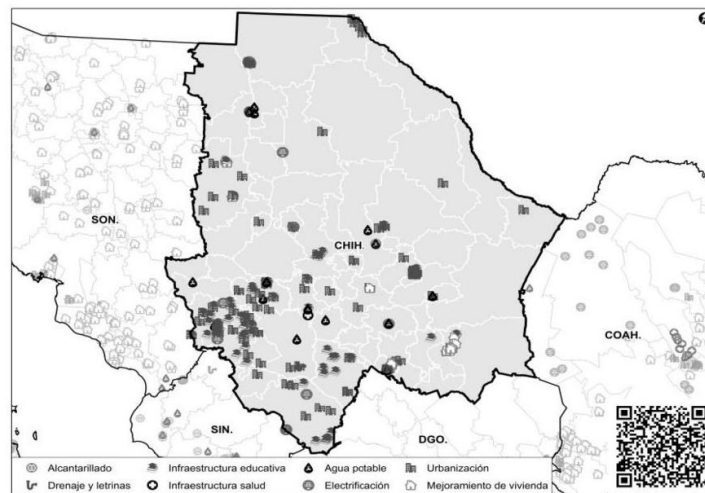 SON.
CHIH.
COAH.
SIN.
DGO.
Alcantarillado
Infraestructura educativa
Agua potable
Urbanización
Drenaje y letrinas
Infraestructura salud
Electrificación
Mejoramiento de vivienda